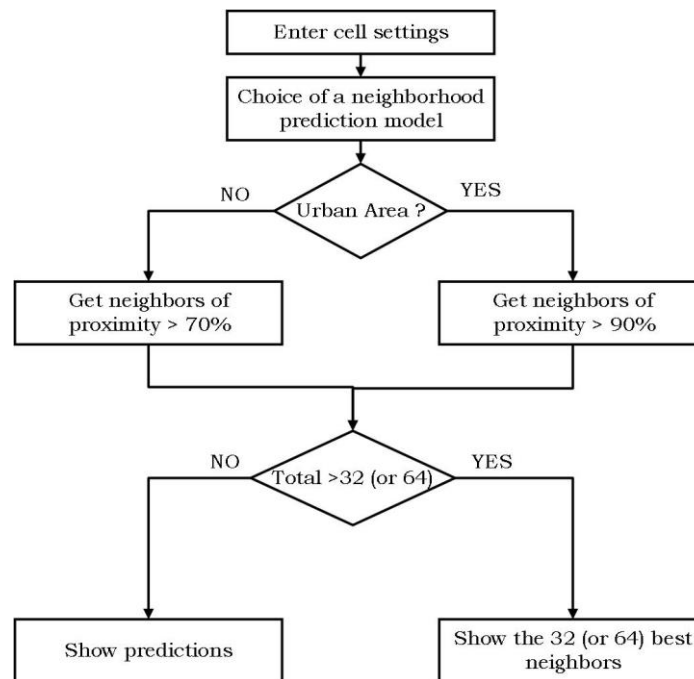 Enter cell settings
Choice of a neighborhood
prediction model
NO
YES
Urban Area ?
Get neighbors of
proximity > 70%
Get neighbors of
proximity > 90%
NO
YES
Total >32 (or 64)
Show predictions
Show the 32 (or 64) best
neighbors